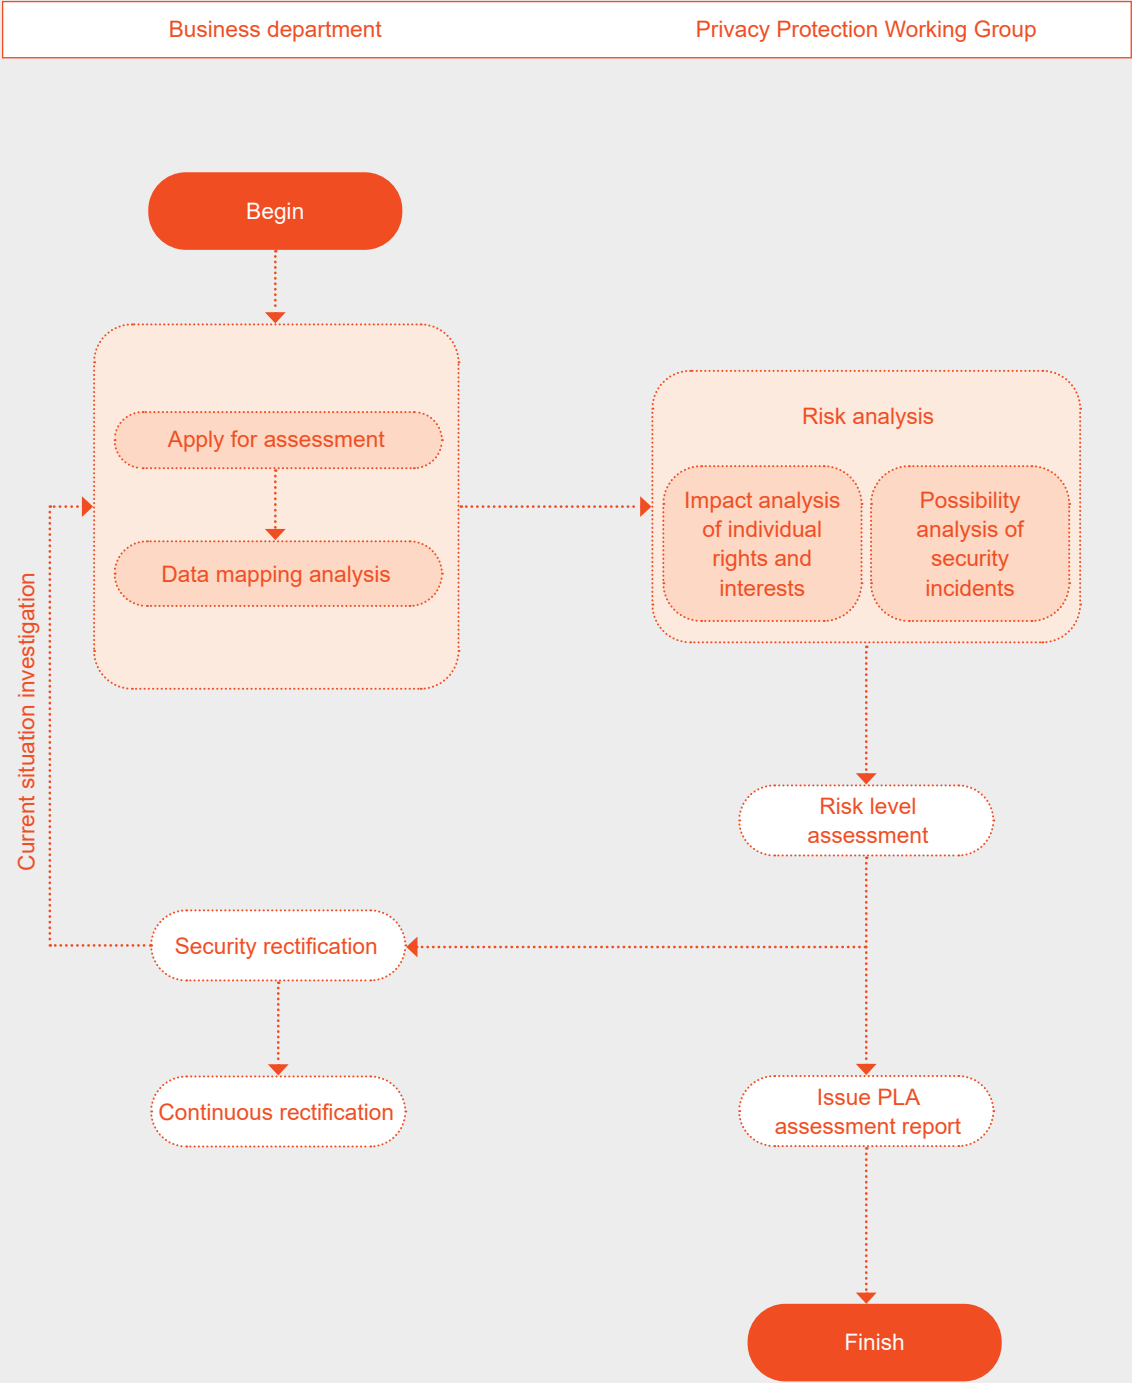 Business department
Privacy Protection Working Group
Begin
Apply for assessment
Data mapping analysis
Risk analysis
Impact analysis
of individual
rights and
interests
Possibility
analysis of
security
incidents
Current situation investigation
Risk level
assessment
Security rectification
Continuous rectification
Issue PLA
assessment report
Finish